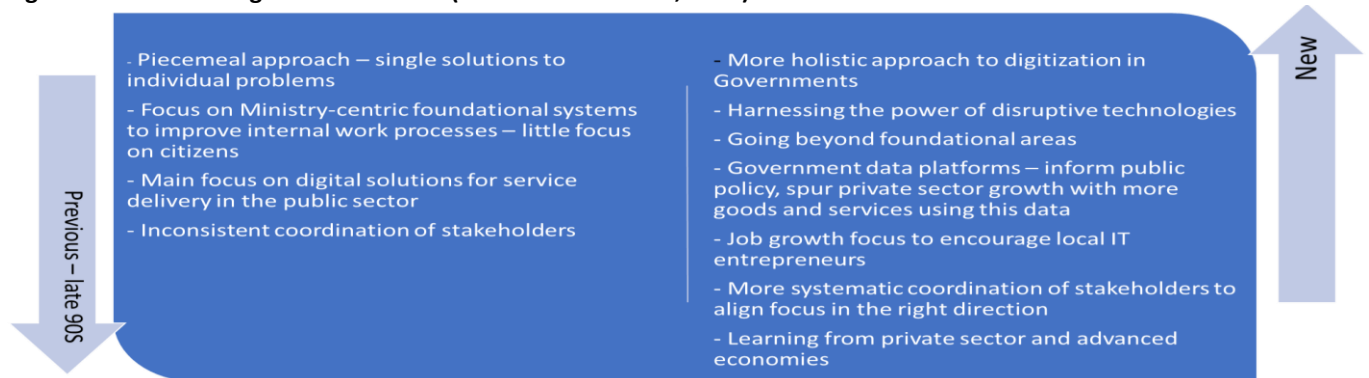 - Piecemeal approach – single solutions to
individual problems
- Focus on Ministry-centric foundational systems
to improve internal work processes – little focus
on citizens
- Main focus on digital solutions for service
delivery in the public sector
- Inconsistent coordination of stakeholders
Previous – late 90S
- More holistic approach to digitization in
Governments
- Harnessing the power of disruptive technologies
- Going beyond foundational areas
- Government data platforms – inform public
policy, spur private sector growth with more
goods and services using this data
- Job growth focus to encourage local IT
entrepreneurs
- More systematic coordination of stakeholders to
align focus in the right direction
- Learning from private sector and advanced
economies
New